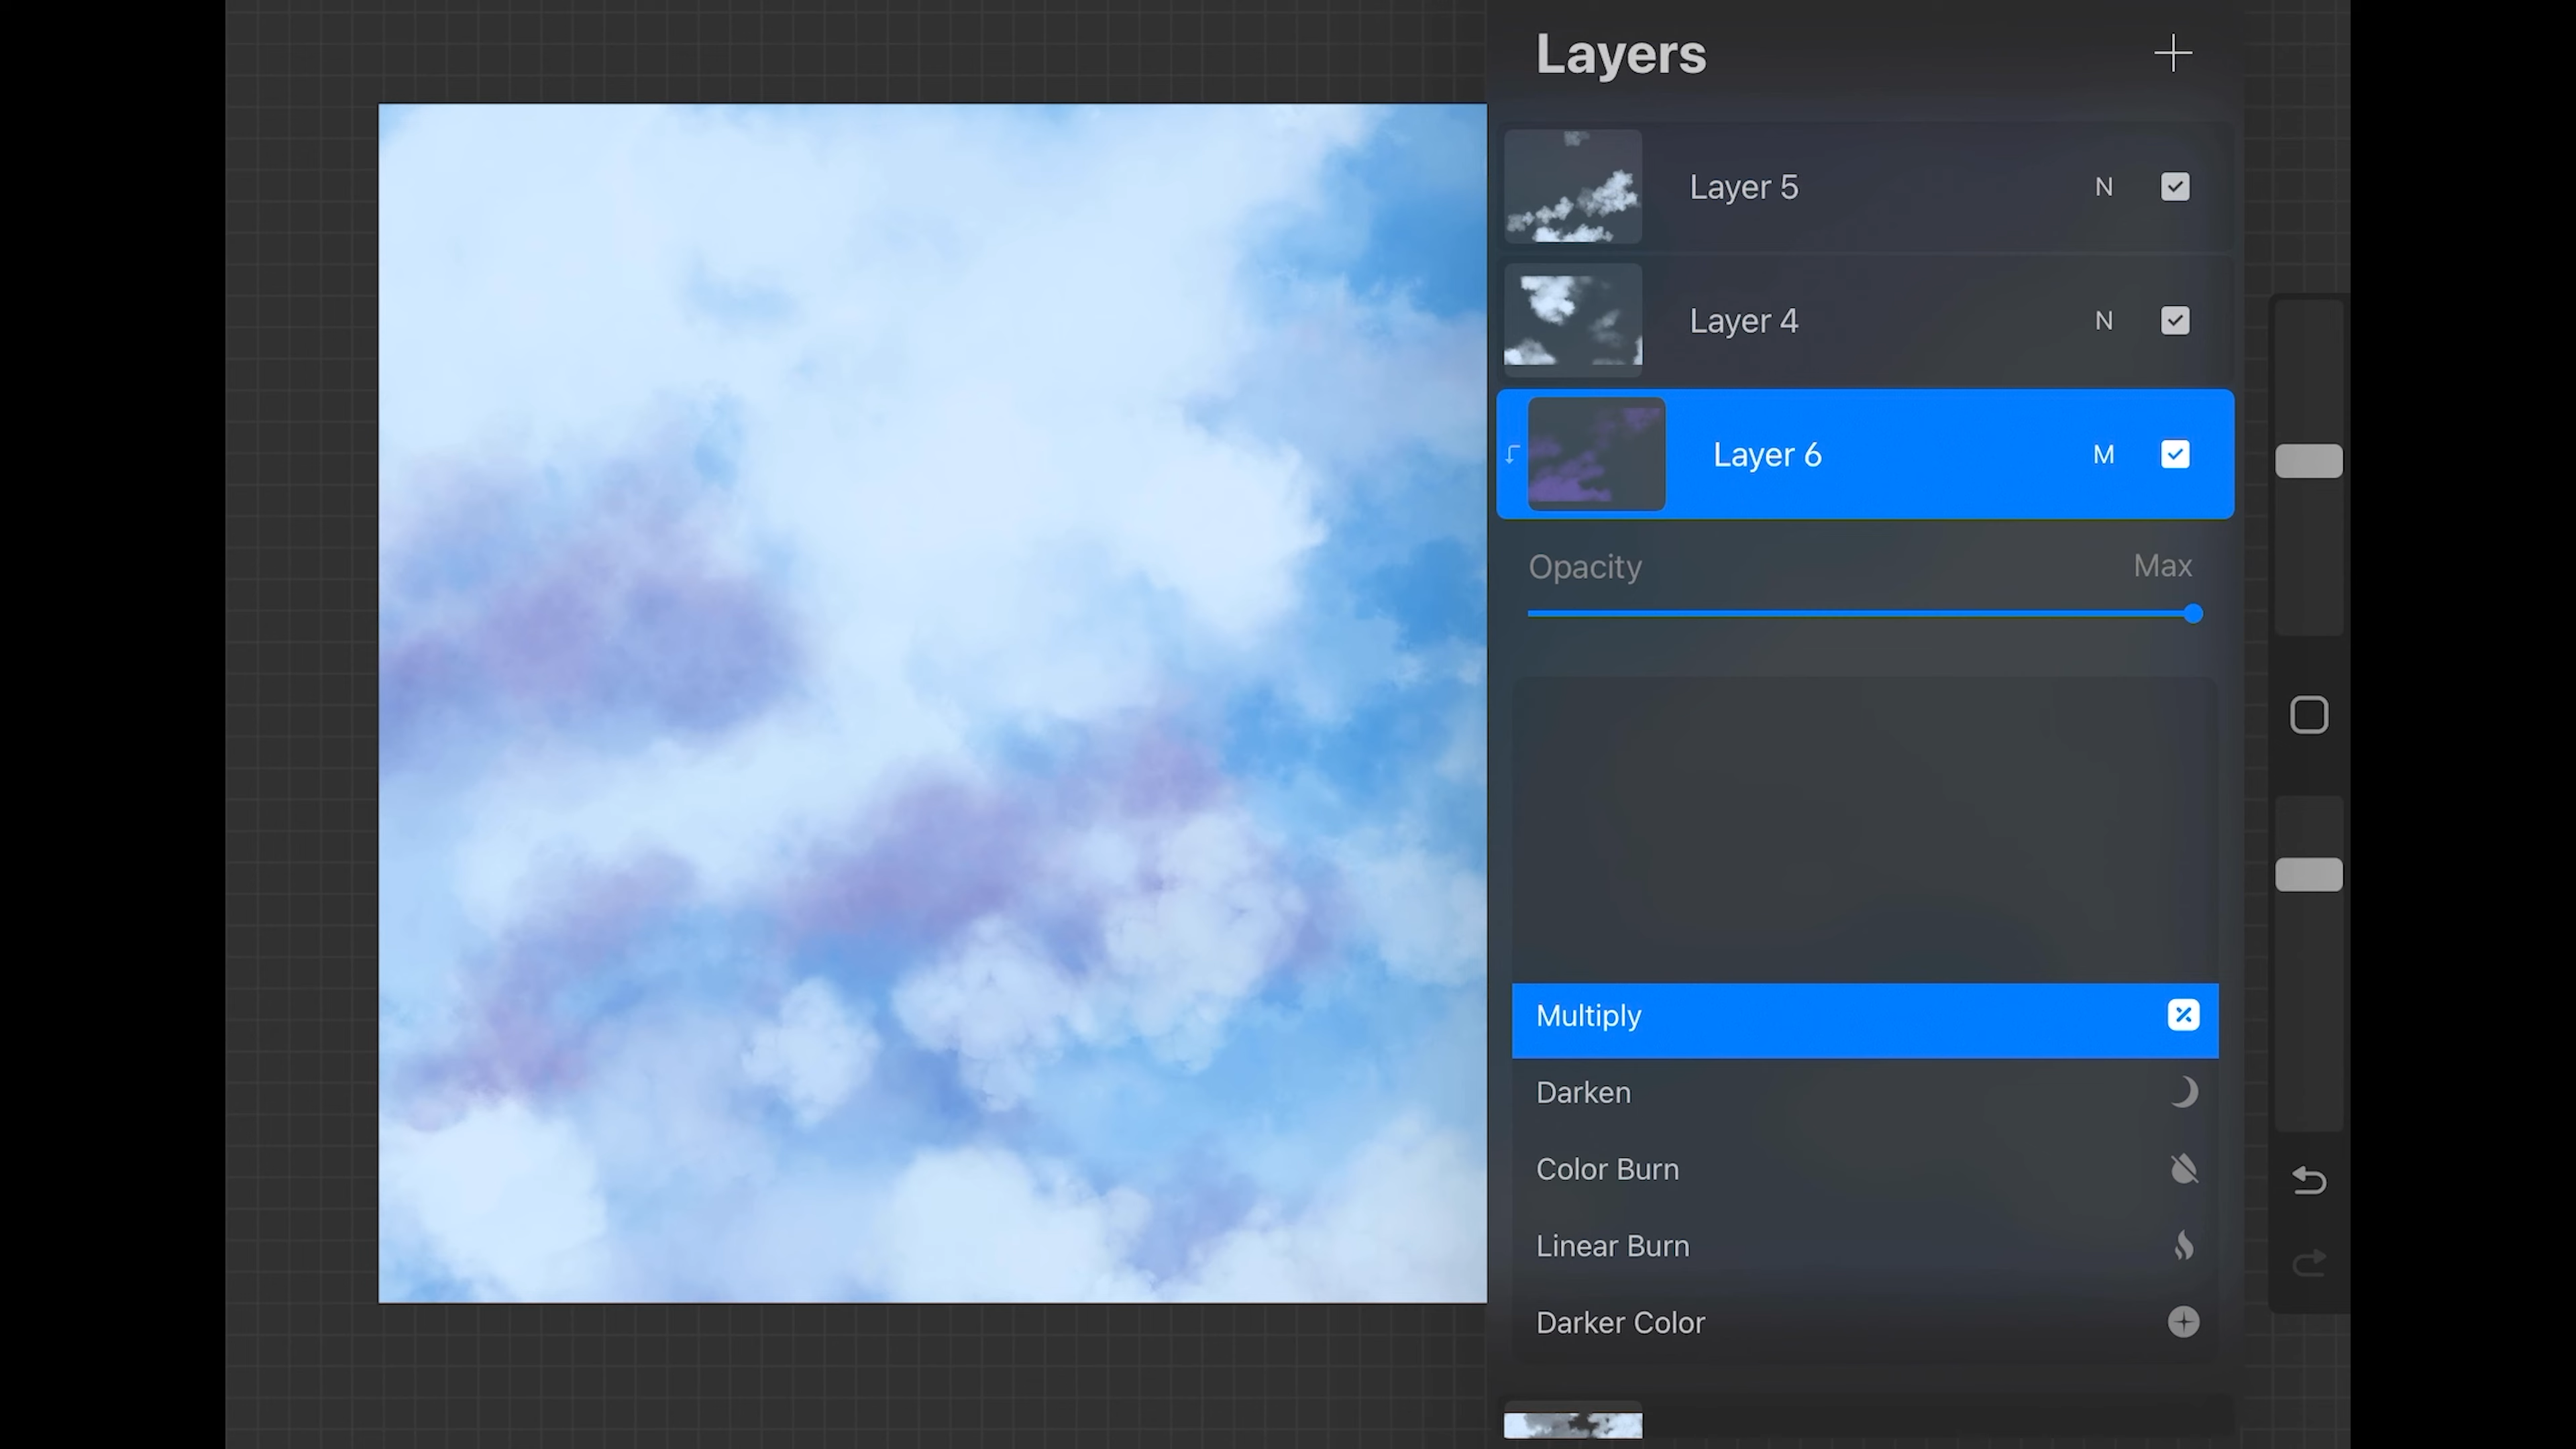 Layers
Layer 5 N
Layer 4 N
Layer 6 M
Opacity Max
Multiply
Darken
Color Burn
Linear Burn
Darker Color